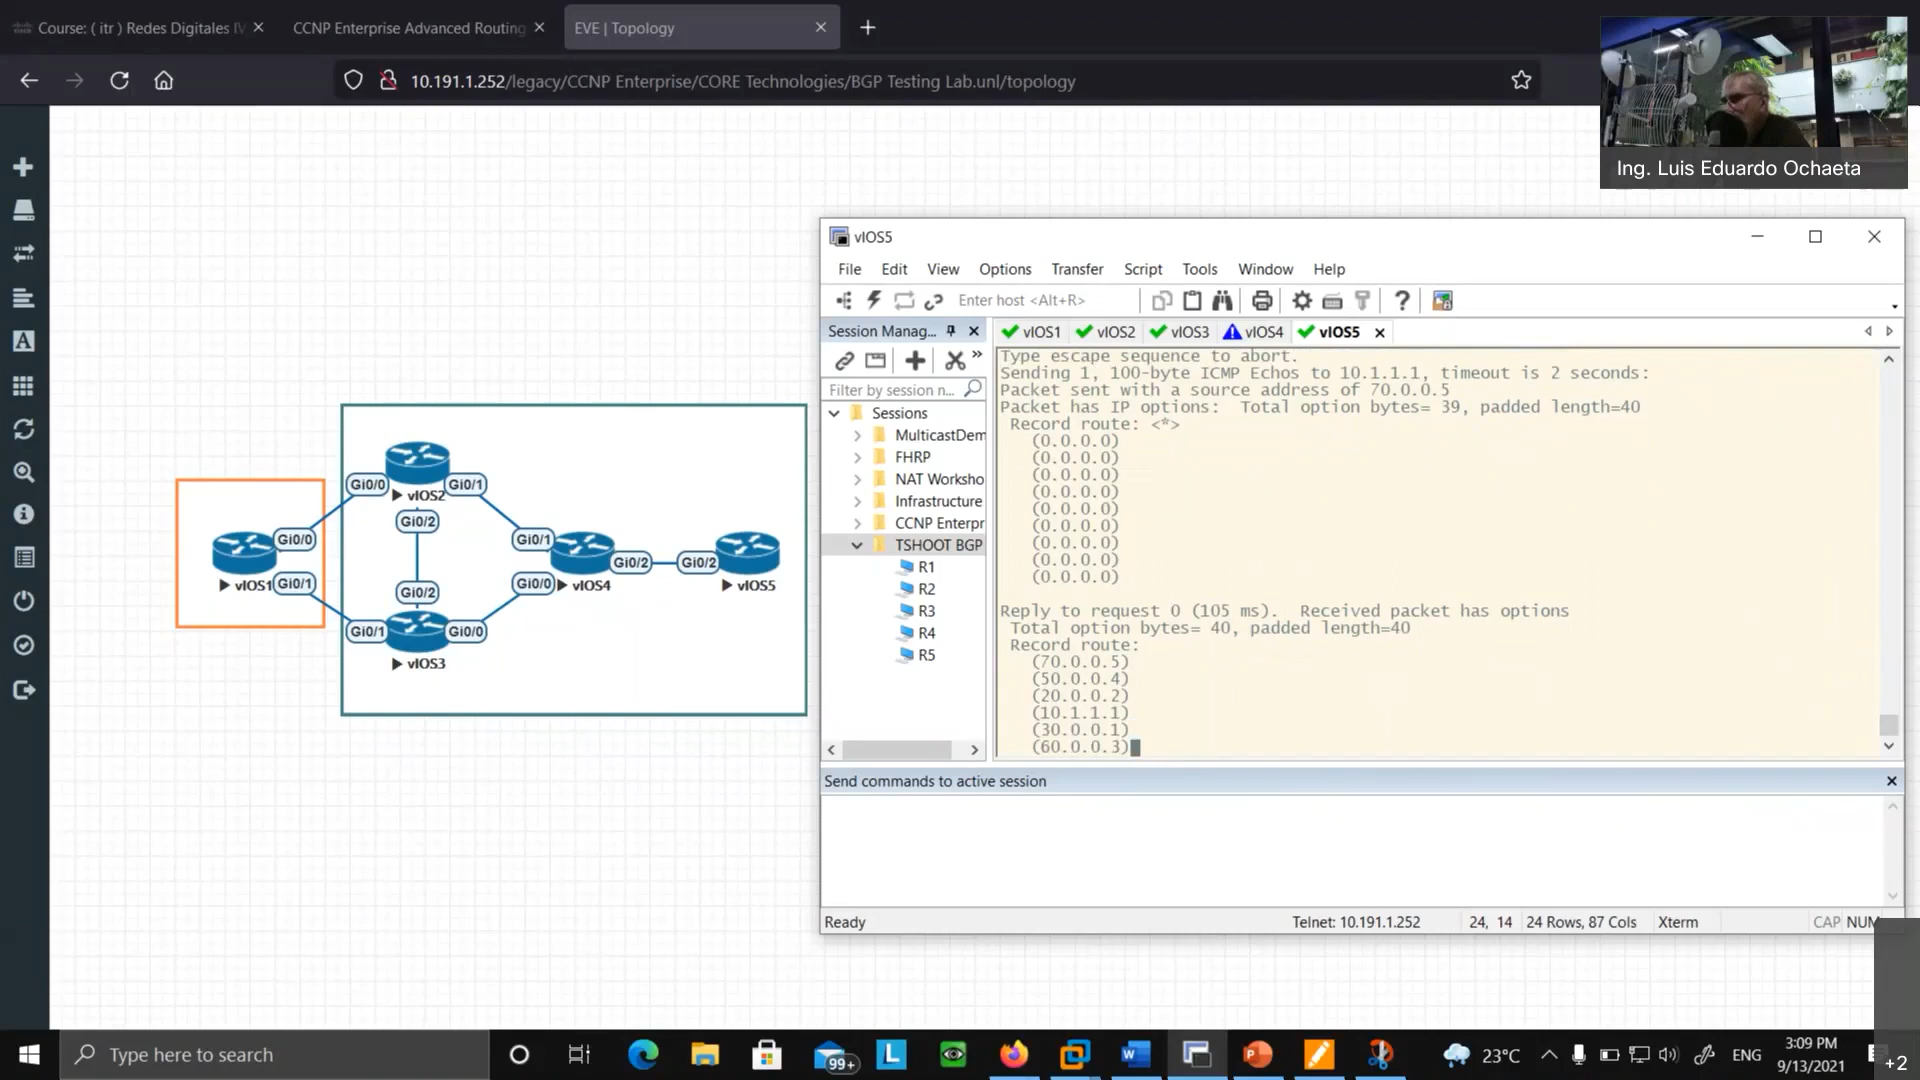 Course: ( itr ) Redes Digitales IV
CCNP Enterprise Advanced Routing
EVE | Topology
10.191.1.252/legacy/CCNP Enterprise/CORE Technologies/BGP Testing Lab.unl/topology
Ing. Luis Eduardo Ochaeta
Gi0/0
vIOS2
Gi0/1
Gi0/2
Gi0/0
vIOS1
Gi0/1
Gi0/1
vIOS4
Gi0/0
Gi0/2
Gi0/2
vIOS5
Gi0/2
Gi0/1
Gi0/0
vIOS3
vIOS5
File Edit View Options Transfer Script Tools Window Help
Enter host <Alt+R>
Session Manag...
vIOS1 vIOS2 vIOS3 vIOS4 vIOS5
Filter by session n...
Sessions
MulticastDem
FHRP
NAT Worksho
Infrastructure
CCNP Enterpr
TSHOOT BGP
R1
R2
R3
R4
R5
Type escape sequence to abort.
Sending 1, 100-byte ICMP Echos to 10.1.1.1, timeout is 2 seconds:
Packet sent with a source address of 70.0.0.5
Packet has IP options:  Total option bytes= 39, padded length=40
Record route: <*>
(0.0.0.0)
(0.0.0.0)
(0.0.0.0)
(0.0.0.0)
(0.0.0.0)
(0.0.0.0)
(0.0.0.0)
(0.0.0.0)
(0.0.0.0)
Reply to request 0 (105 ms).  Received packet has options
Total option bytes= 40, padded length=40
Record route:
(70.0.0.5)
(50.0.0.4)
(20.0.0.2)
(10.1.1.1)
(30.0.0.1)
(60.0.0.3)
Send commands to active session
Ready
Telnet: 10.191.1.252 24, 14 24 Rows, 87 Cols Xterm CAP NUM
Type here to search
99+
23°C
ENG
3:09 PM
9/13/2021
+2